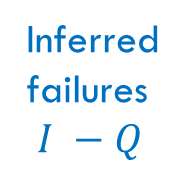 Inferred
failures
I − Q